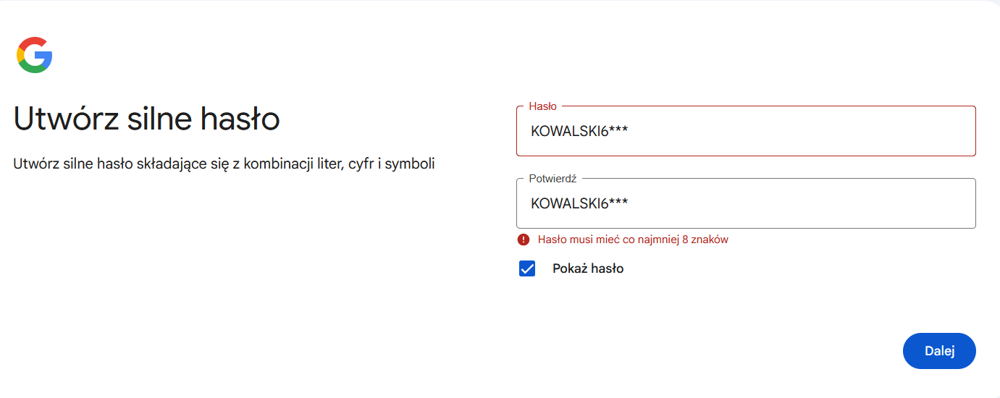 Utwórz silne hasło
Utwórz silne hasło składające się z kombinacji liter, cyfr i symboli
Hasło
KOWALSKI6***
Potwierdź
KOWALSKI6***
Hasło musi mieć co najmniej 8 znaków
Pokaż hasło
Dalej